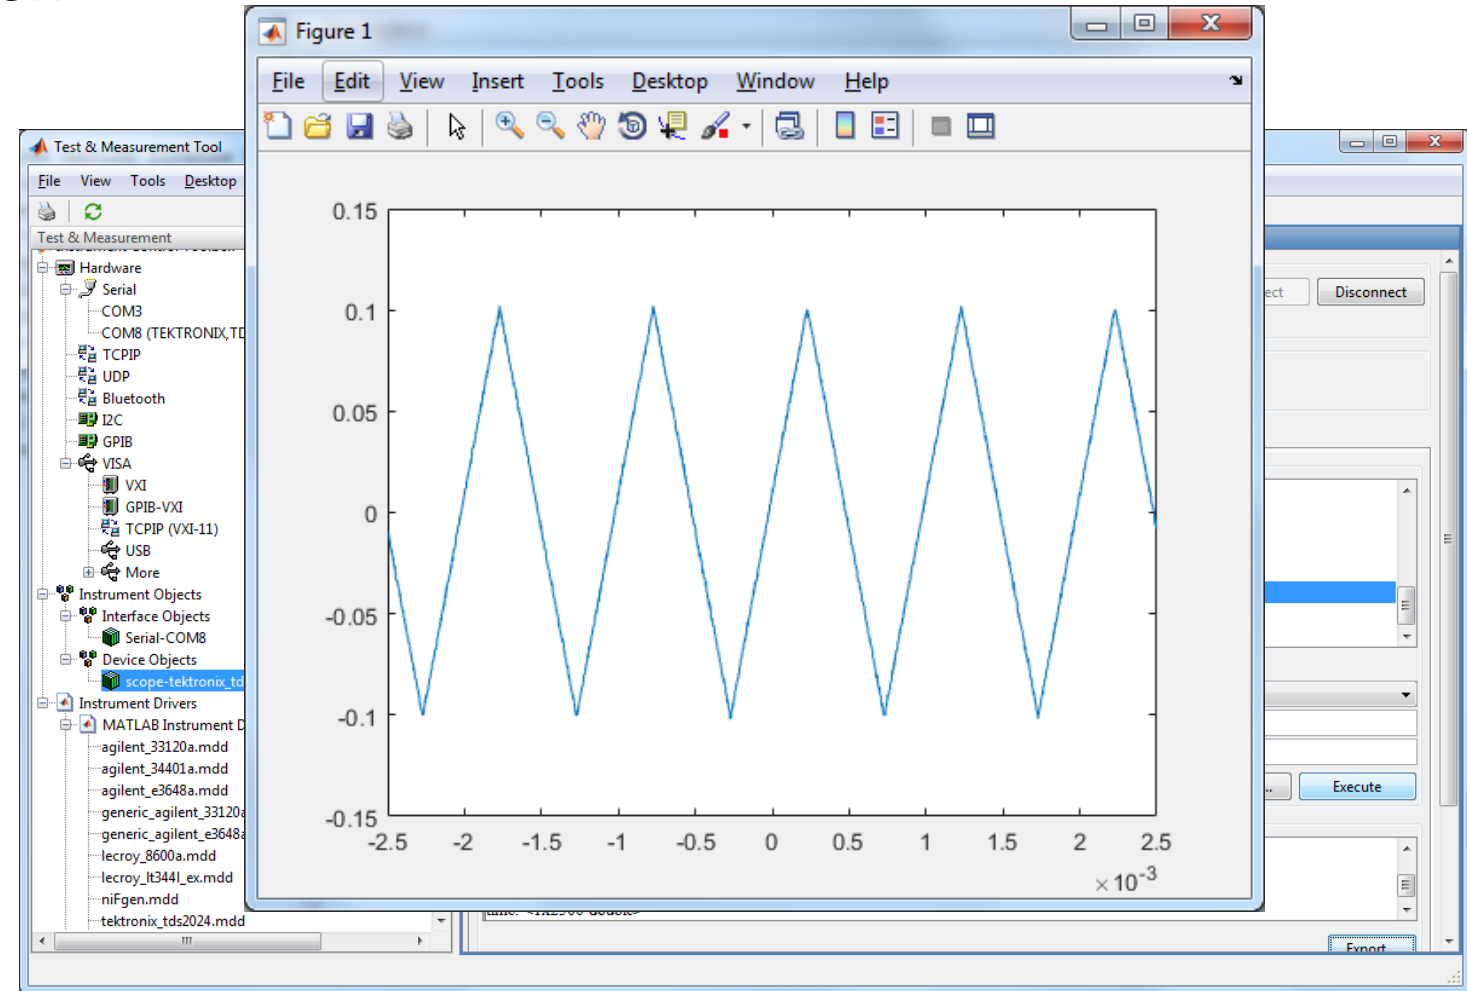 Figure 1
File Edit View Insert Tools Desktop Window Help
0.15
0.1
0.05
0
-0.05
-0.1
-0.15
-2.5 -2 -1.5 -1 -0.5 0 0.5 1 1.5 2 2.5
×10-3
Test & Measurement Tool
File View Tools Desktop
Test & Measurement
Hardware
Serial
COM3
COM8 (TEKTRONIX,TD
TCPIP
UDP
Bluetooth
I2C
GPIB
VISA
VXI
GPIB-VXI
TCPIP (VXI-11)
USB
More
Instrument Objects
Interface Objects
Serial-COM8
Device Objects
scope-tektronix_td
Instrument Drivers
MATLAB Instrument D
agilent_33120a.mdd
agilent_34401a.mdd
agilent_e3648a.mdd
generic_agilent_33120a
generic_agilent_e3648a
lecroy_8600a.mdd
lecroy_lt344l_ex.mdd
niFgen.mdd
tektronix_tds2024.mdd
ect Disconnect
... Execute
Export...